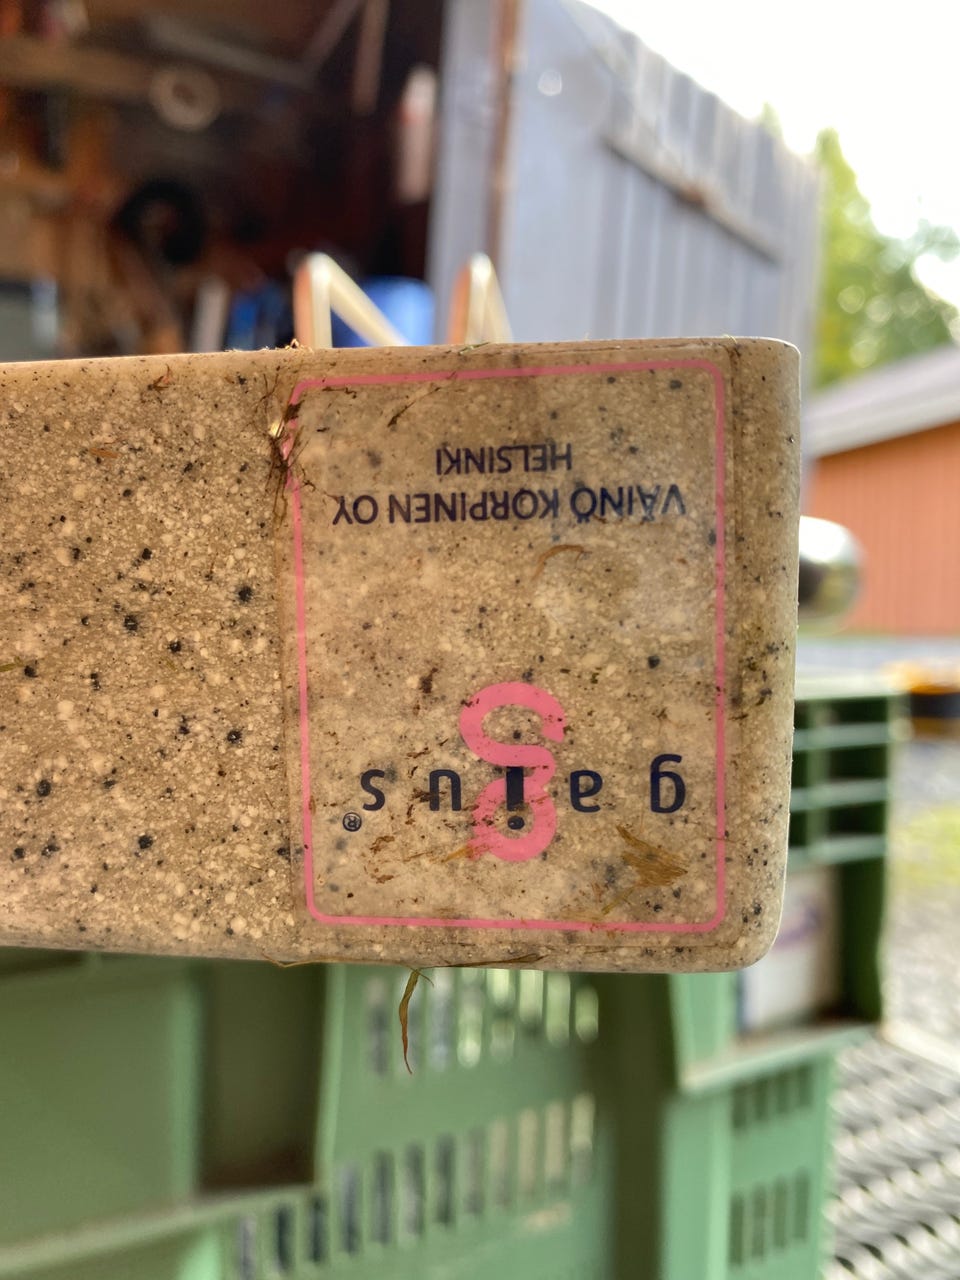 gaius®
VÄINÖ KORPINEN OY
HELSINKI